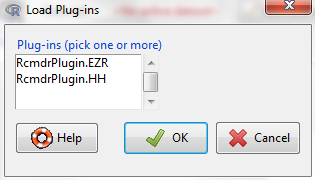 Load Plug-ins
Plug-ins (pick one or more)
RcmdrPlugin.EZR
RcmdrPlugin.HH
Help
OK
Cancel